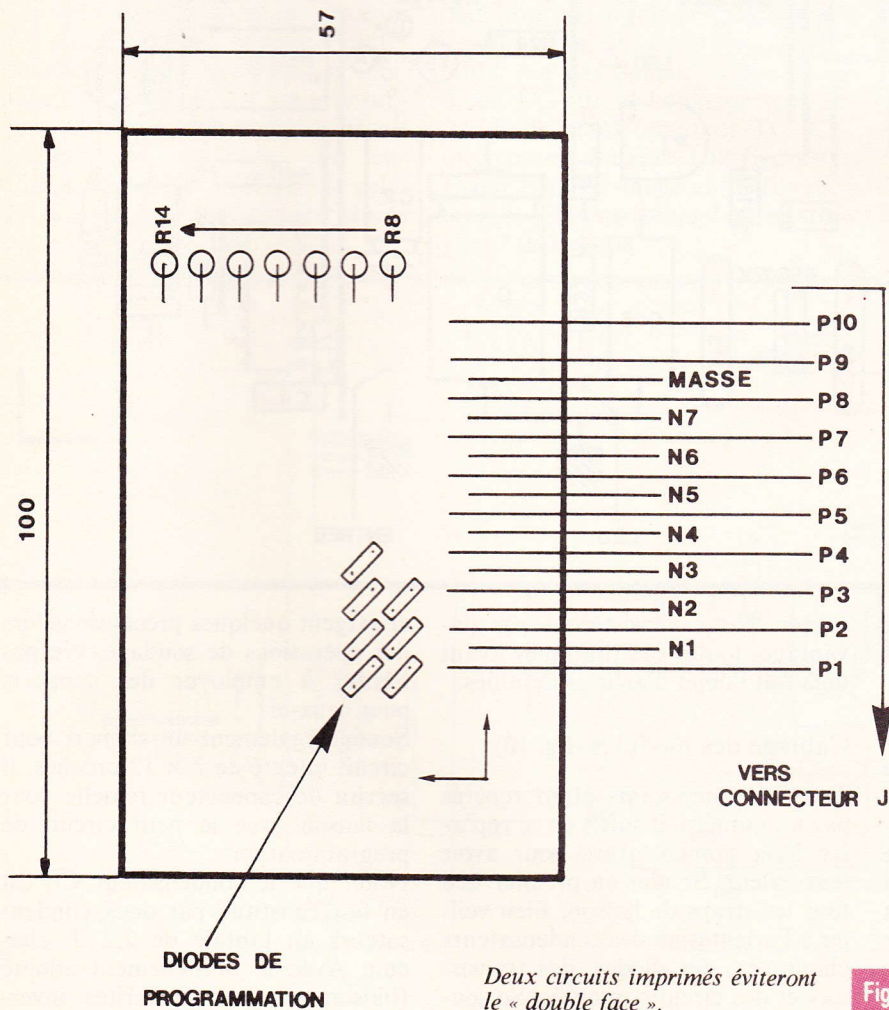 57
100
R14
R8
P10
P9
MASSE
P8
N7
P7
N6
P6
N5
P5
N4
P4
N3
P3
N2
P2
N1
P1
VERS
CONNECTEUR J
DIODES DE
PROGRAMMATION
Deux circuits imprimés éviteront
le « double face ».
Fig